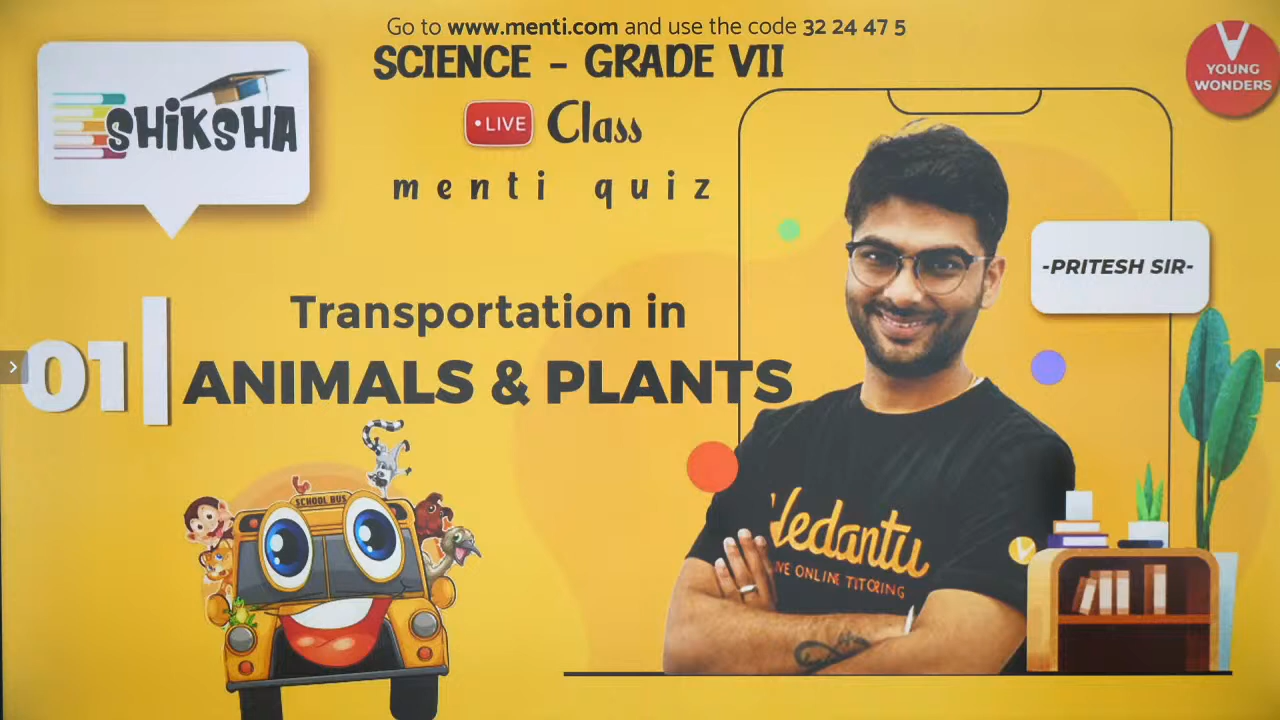 Go to www.menti.com and use the code 32 24 47 5
SCIENCE - GRADE VII
• LIVE Class
menti quiz
SHiKSHA
YOUNG
WONDERS
-PRITESH SIR-
01
Transportation in
ANIMALS & PLANTS
SCHOOL BUS
Vedantu
LIVE ONLINE TUTORING